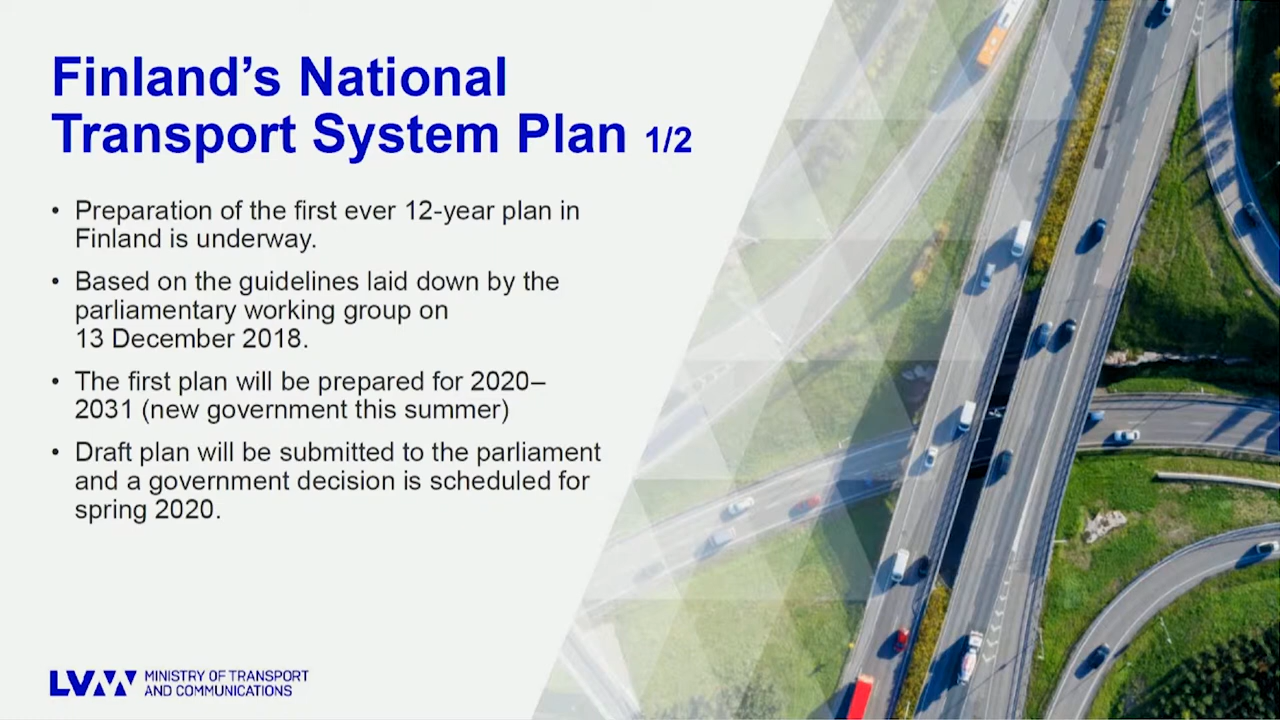 Finland’s National
Transport System Plan 1/2
• Preparation of the first ever 12-year plan in
Finland is underway.
• Based on the guidelines laid down by the
parliamentary working group on
13 December 2018.
• The first plan will be prepared for 2020–
2031 (new government this summer)
• Draft plan will be submitted to the parliament
and a government decision is scheduled for
spring 2020.
LVM MINISTRY OF TRANSPORT
AND COMMUNICATIONS